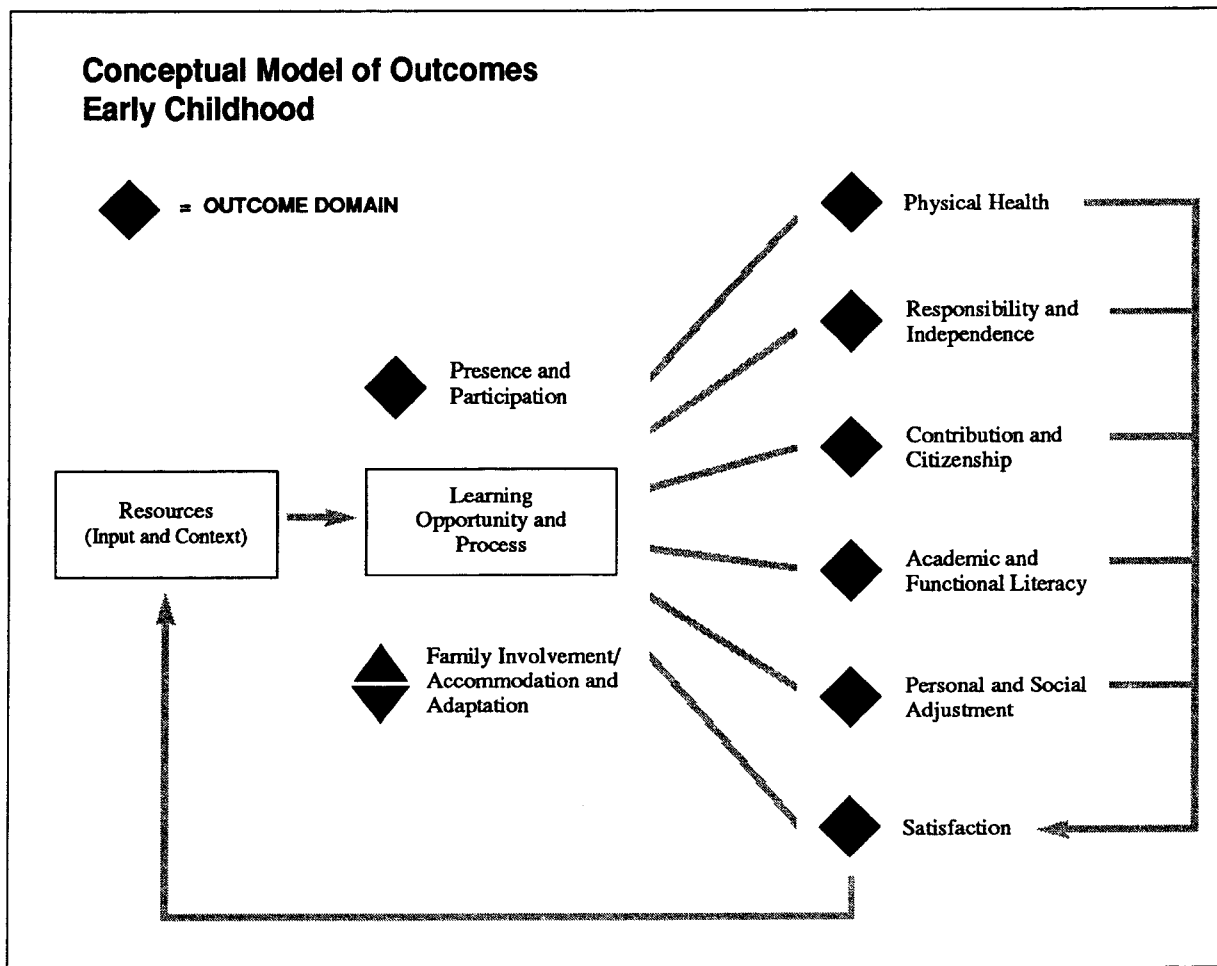 Conceptual Model of Outcomes
Early Childhood
= OUTCOME DOMAIN
Presence and
Participation
Resources
(Input and Context)
Learning
Opportunity and
Process
Family Involvement/
Accommodation and
Adaptation
Physical Health
Responsibility and
Independence
Contribution and
Citizenship
Academic and
Functional Literacy
Personal and Social
Adjustment
Satisfaction